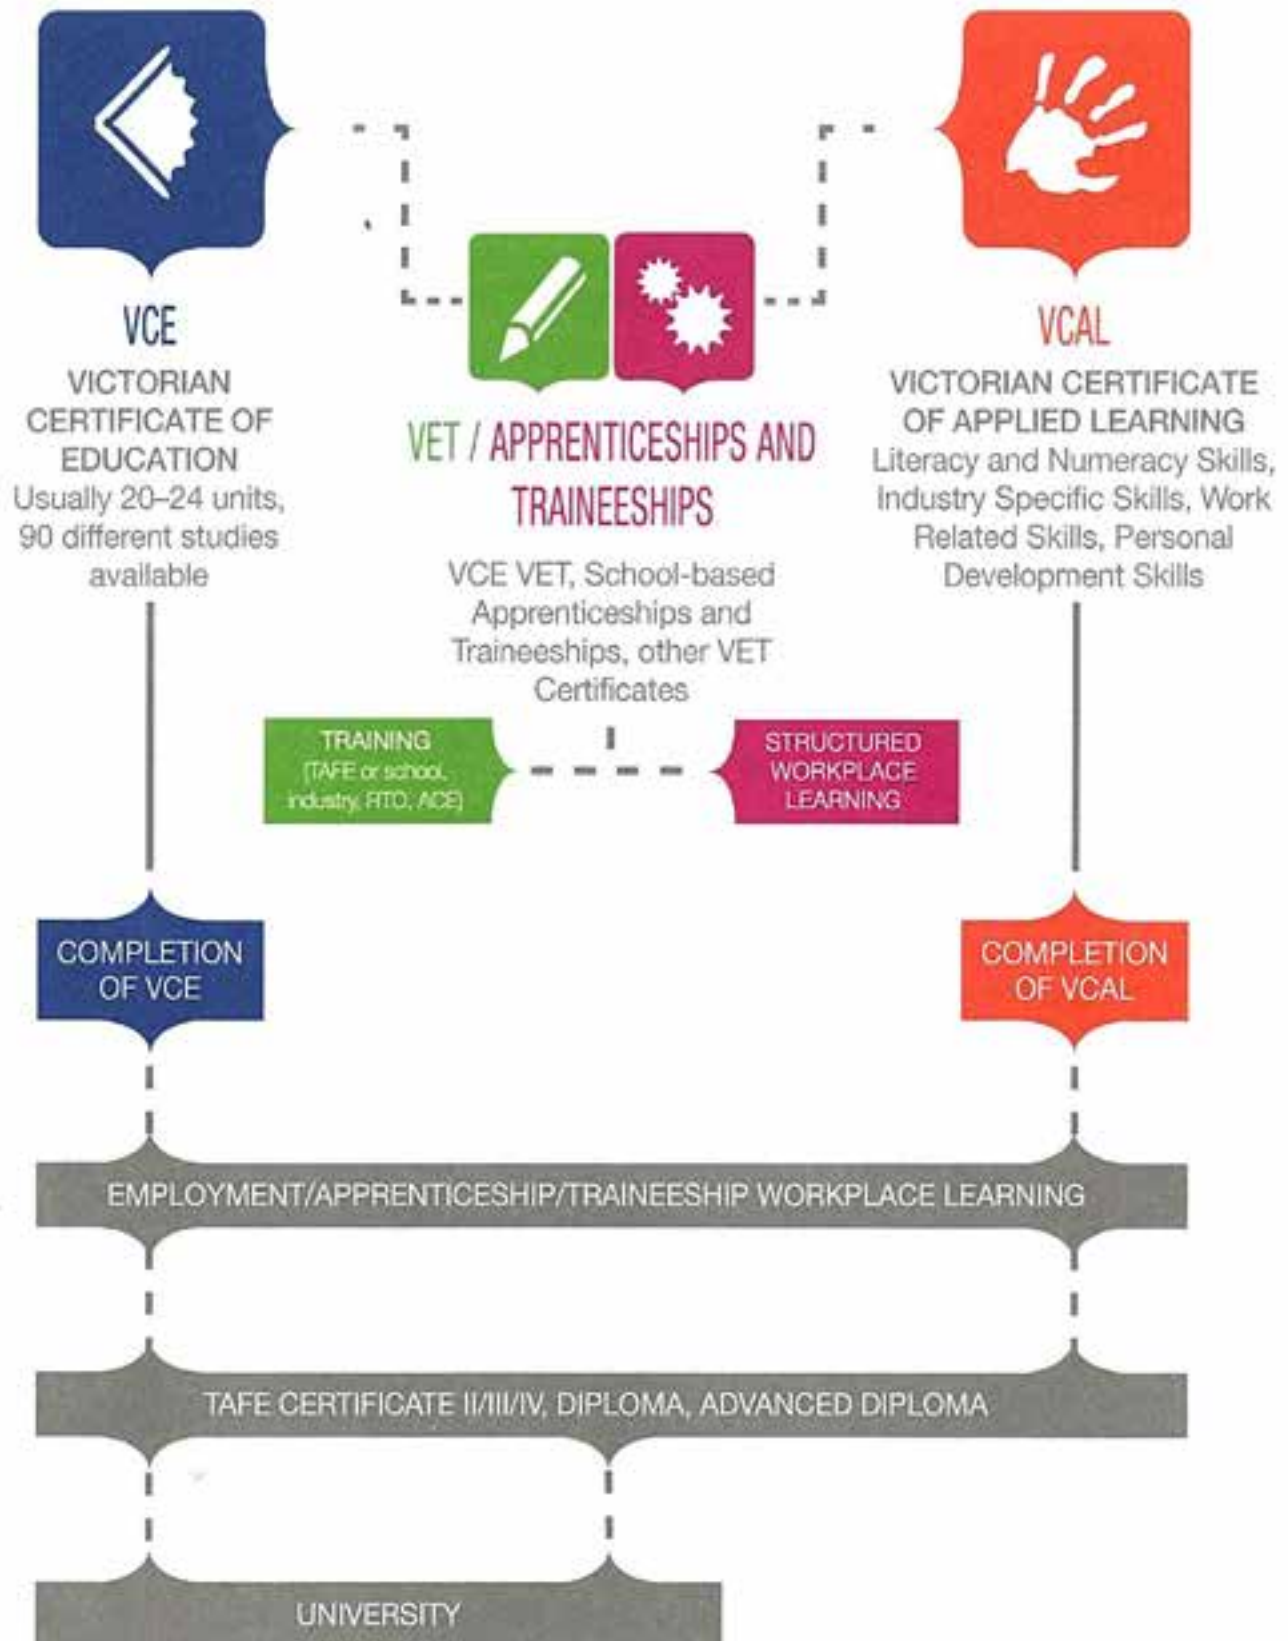 VCE
VICTORIAN
CERTIFICATE OF
EDUCATION
Usually 20–24 units,
90 different studies
available
VET / APPRENTICESHIPS AND
TRAINEESHIPS
VCE VET, School-based
Apprenticeships and
Traineeships, other VET
Certificates
VCAL
VICTORIAN CERTIFICATE
OF APPLIED LEARNING
Literacy and Numeracy Skills,
Industry Specific Skills, Work
Related Skills, Personal
Development Skills
TRAINING
(TAFE or school,
industry, RTO, ACE)
STRUCTURED
WORKPLACE
LEARNING
COMPLETION
OF VCE
COMPLETION
OF VCAL
EMPLOYMENT/APPRENTICESHIP/TRAINEESHIP WORKPLACE LEARNING
TAFE CERTIFICATE II/III/IV, DIPLOMA, ADVANCED DIPLOMA
UNIVERSITY